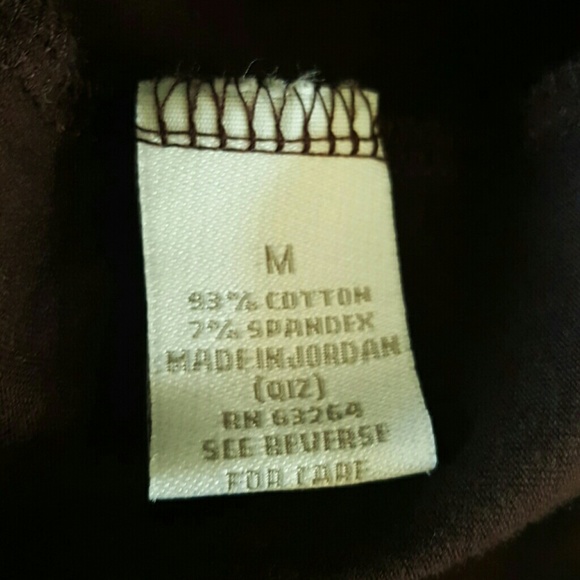 M
93% COTTON
7% SPANDEX
MADE IN JORDAN
(QIZ)
RN 63264
SEE REVERSE
FOR CARE